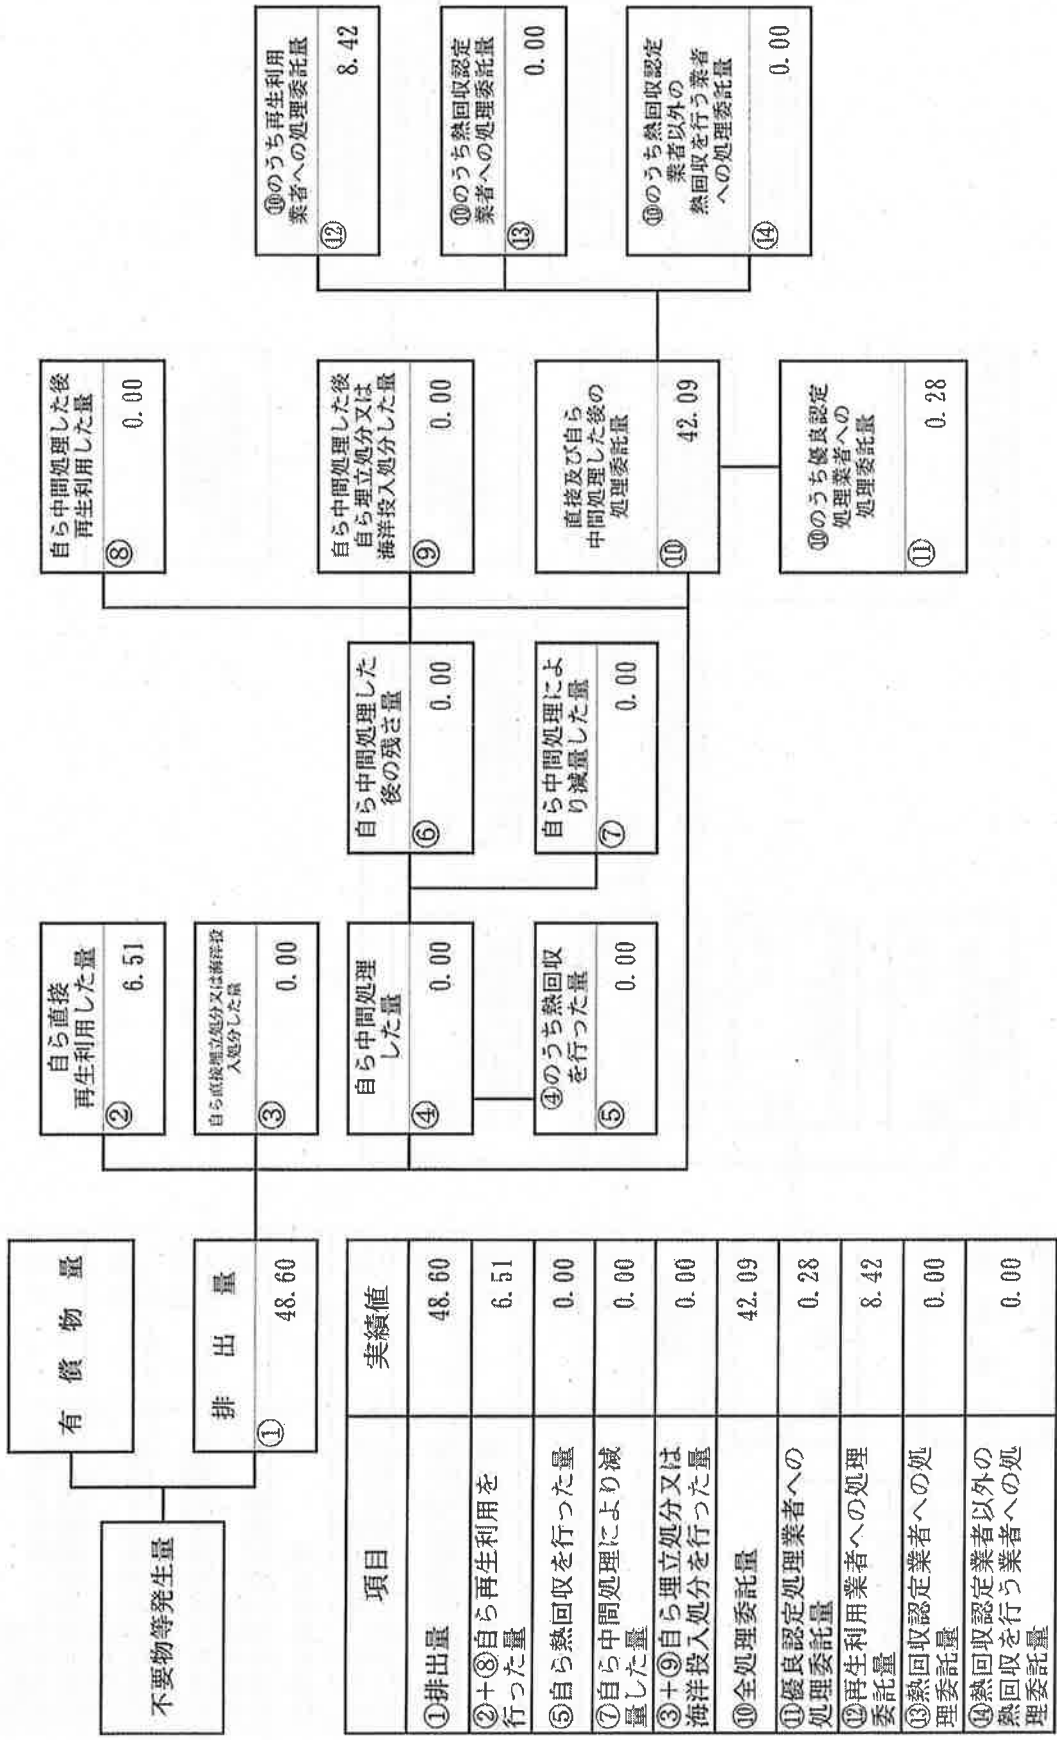 不要物等発生量
有償物量
排出量
①
48.60
自ら直接
再生利用した量
②
6.51
自ら直接埋立処分又は海洋投
入処分した量
③
0.00
自ら中間処理
した量
④
0.00
④のうち熱回収
を行った量
⑤
0.00
自ら中間処理した
後の残さ量
⑥
0.00
自ら中間処理によ
り減量した量
⑦
0.00
自ら中間処理した後
再生利用した量
⑧
0.00
自ら中間処理した後
自ら埋立処分又は
海洋投入処分した量
⑨
0.00
直接及び自ら
中間処理した後の
処理委託量
⑩
42.09
⑩のうち優良認定
処理業者への
処理委託量
⑪
0.28
⑩のうち再生利用
業者への処理委託量
⑫
8.42
⑩のうち熱回収認定
業者への処理委託量
⑬
0.00
⑩のうち熱回収認定
業者以外の
熱回収を行う業者
への処理委託量
⑭
0.00
項目 実績値
①排出量 48.60
②+⑧自ら再生利用を
行った量 6.51
⑤自ら熱回収を行った量 0.00
⑦自ら中間処理により減
量した量 0.00
③+⑨自ら埋立処分又は
海洋投入処分を行った量 0.00
⑩全処理委託量 42.09
⑪優良認定処理業者への
処理委託量 0.28
⑫再生利用業者への処理
委託量 8.42
⑬熱回収認定業者への処
理委託量 0.00
⑭熱回収認定業者以外の
熱回収を行う業者への処
理委託量 0.00